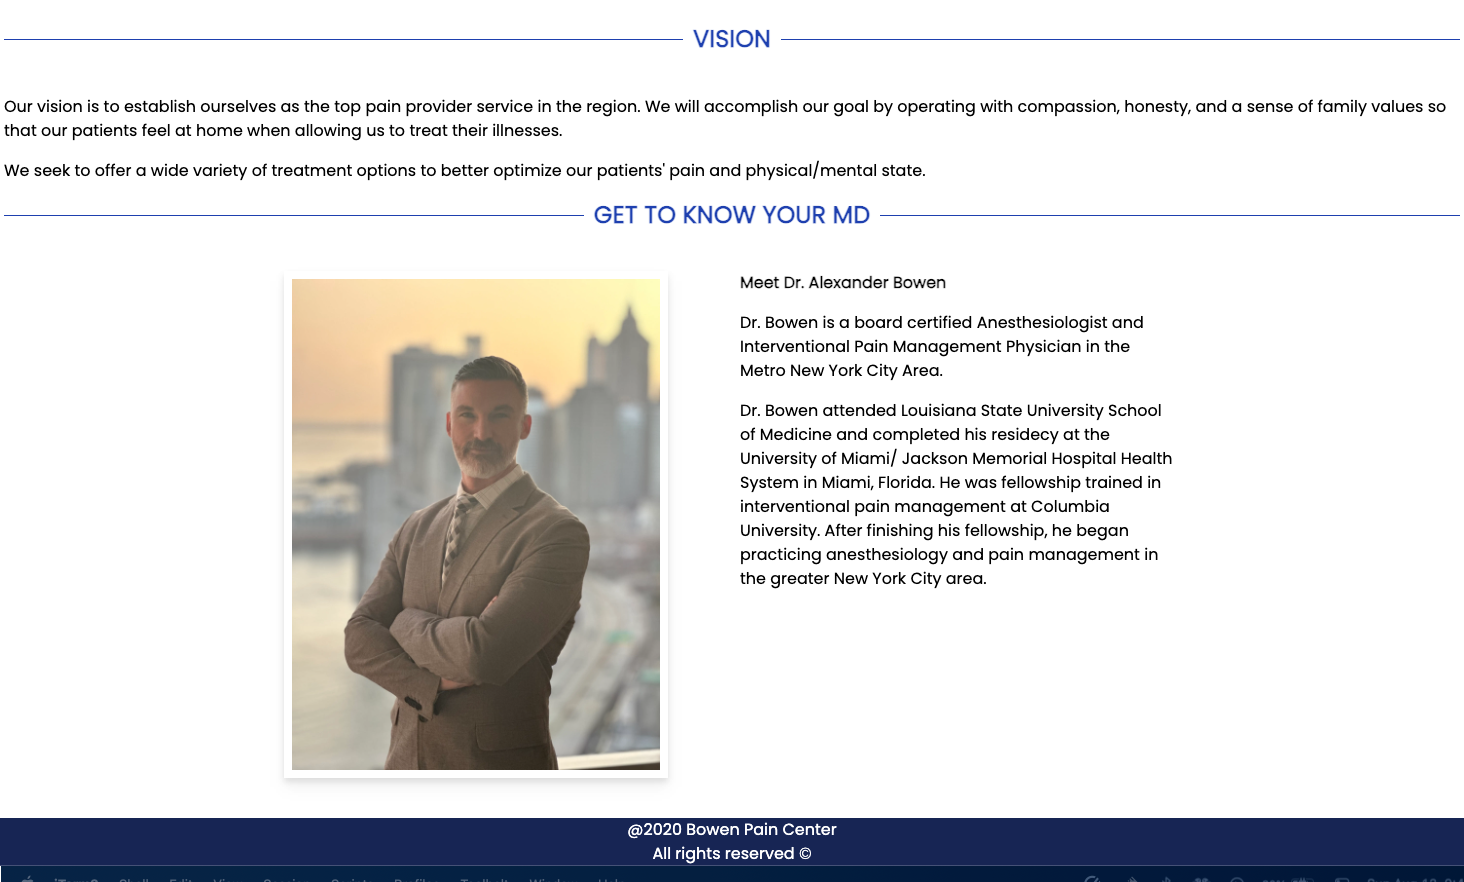 VISION
Our vision is to establish ourselves as the top pain provider service in the region. We will accomplish our goal by operating with compassion, honesty, and a sense of family values so
that our patients feel at home when allowing us to treat their illnesses.
We seek to offer a wide variety of treatment options to better optimize our patients' pain and physical/mental state.
GET TO KNOW YOUR MD
Meet Dr. Alexander Bowen
Dr. Bowen is a board certified Anesthesiologist and
Interventional Pain Management Physician in the
Metro New York City Area.
Dr. Bowen attended Louisiana State University School
of Medicine and completed his residecy at the
University of Miami/ Jackson Memorial Hospital Health
System in Miami, Florida. He was fellowship trained in
interventional pain management at Columbia
University. After finishing his fellowship, he began
practicing anesthesiology and pain management in
the greater New York City area.
@2020 Bowen Pain Center
All rights reserved ©